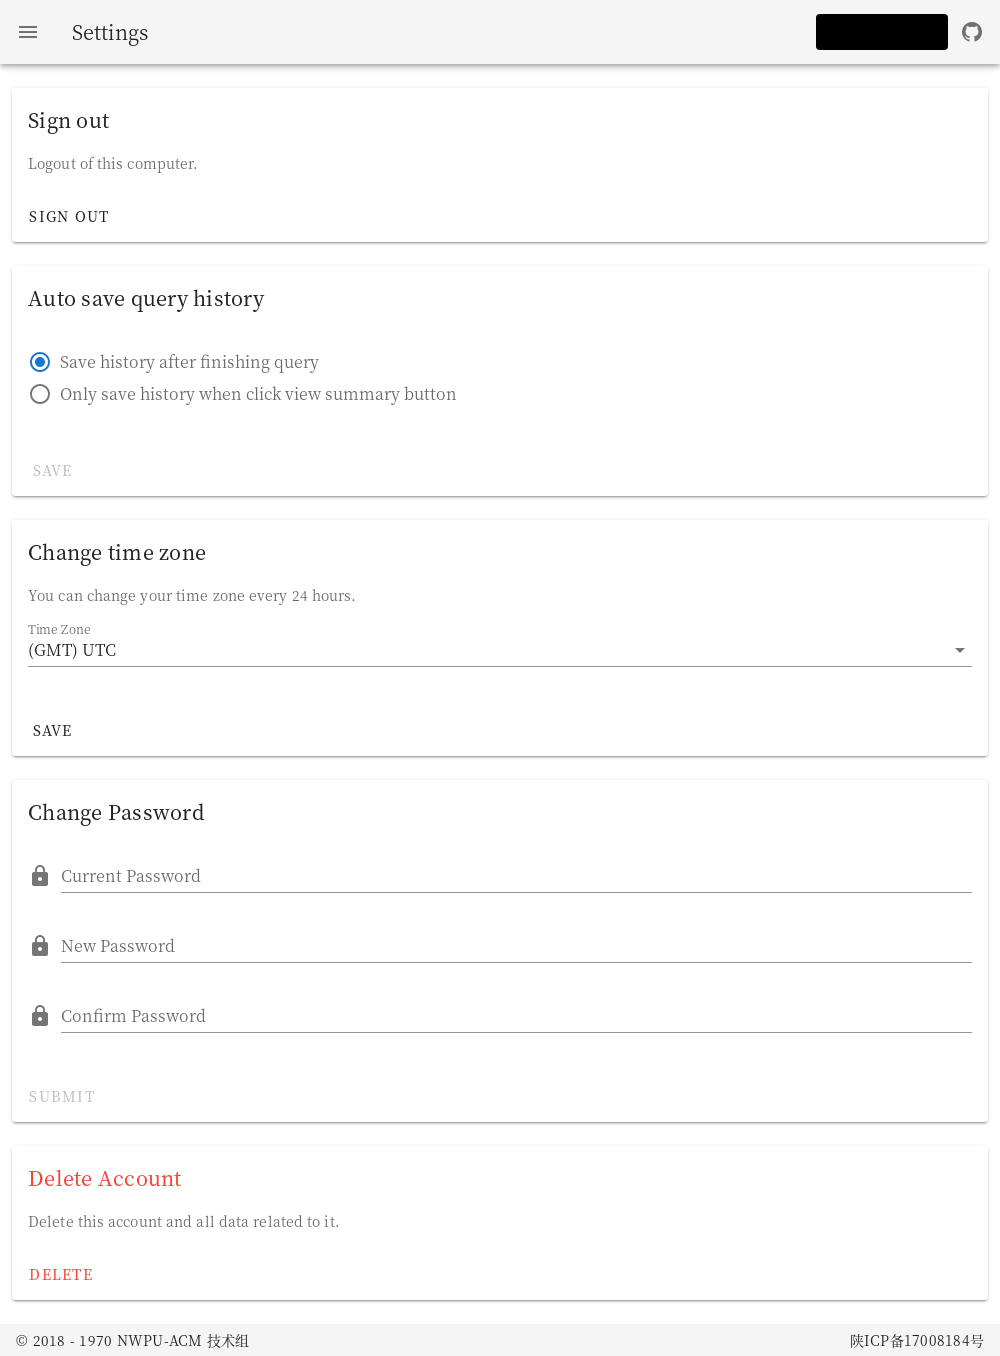 Settings
Sign out
Logout of this computer.
SIGN OUT
Auto save query history
Save history after finishing query
Only save history when click view summary button
SAVE
Change time zone
You can change your time zone every 24 hours.
Time Zone
(GMT) UTC
SAVE
Change Password
Current Password
New Password
Confirm Password
SUBMIT
Delete Account
Delete this account and all data related to it.
DELETE
© 2018 - 1970 NWPU-ACM 技术组
陕ICP备17008184号